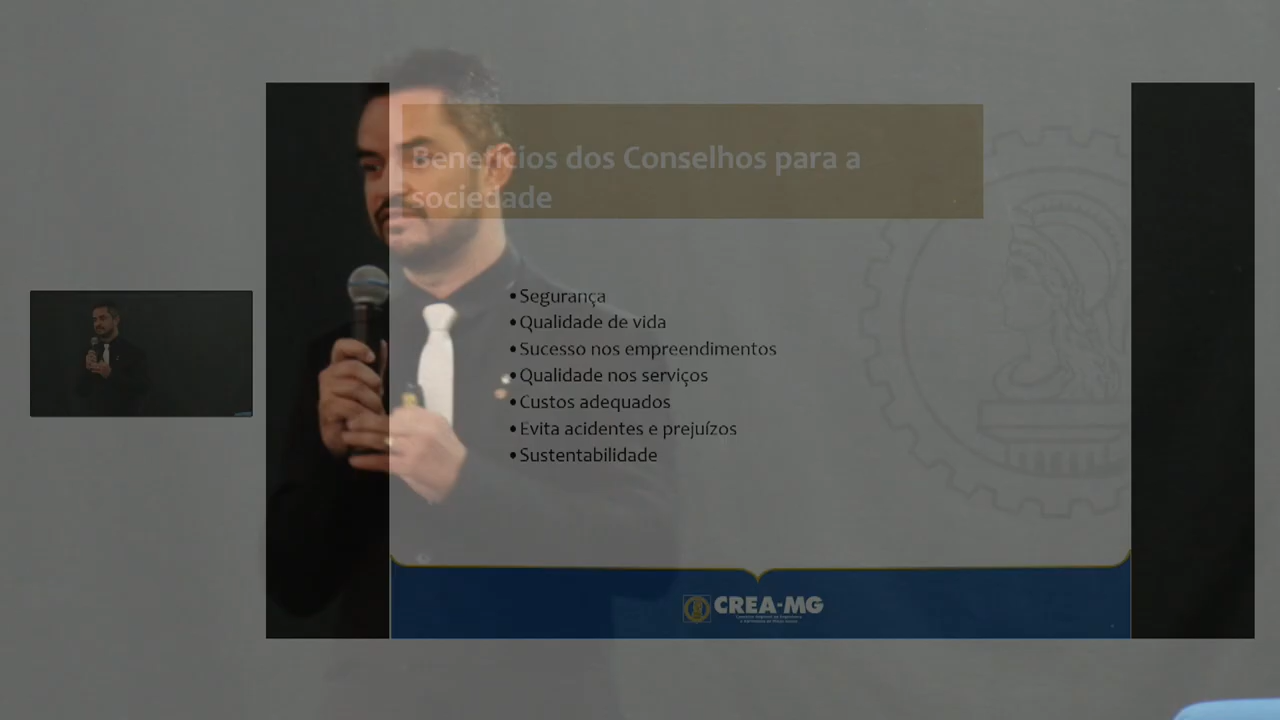 Benefícios dos Conselhos para a
sociedade
•Segurança
•Qualidade de vida
•Sucesso nos empreendimentos
•Qualidade nos serviços
•Custos adequados
•Evita acidentes e prejuízos
•Sustentabilidade
CREA-MG